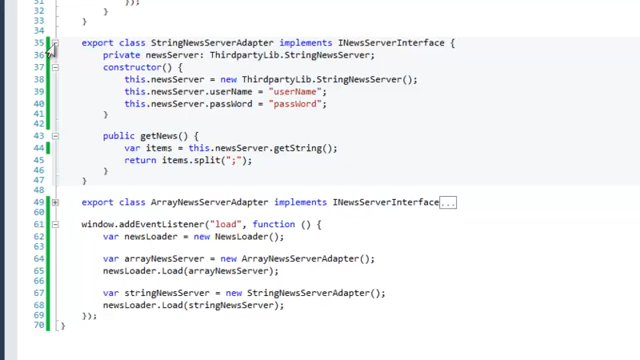 31 });
32 }
33 }
34
35 export class StringNewsServerAdapter implements INewsServerInterface {
36 private newsServer: ThirdpartyLib.StringNewsServer;
37 constructor() {
38 this.newsServer = new ThirdpartyLib.StringNewsServer();
39 this.newsServer.userName = "userName";
40 this.newsServer.passWord = "passWord";
41 }
42
43 public getNews() {
44 var items = this.newsServer.getString();
45 return items.split(";");
46 }
47 }
48
49 export class ArrayNewsServerAdapter implements INewsServerInterface...
60
61 window.addEventListener("load", function () {
62 var newsLoader = new NewsLoader();
63
64 var arrayNewsServer = new ArrayNewsServerAdapter();
65 newsLoader.Load(arrayNewsServer);
66
67 var stringNewsServer = new StringNewsServerAdapter();
68 newsLoader.Load(stringNewsServer);
69 });
70 }